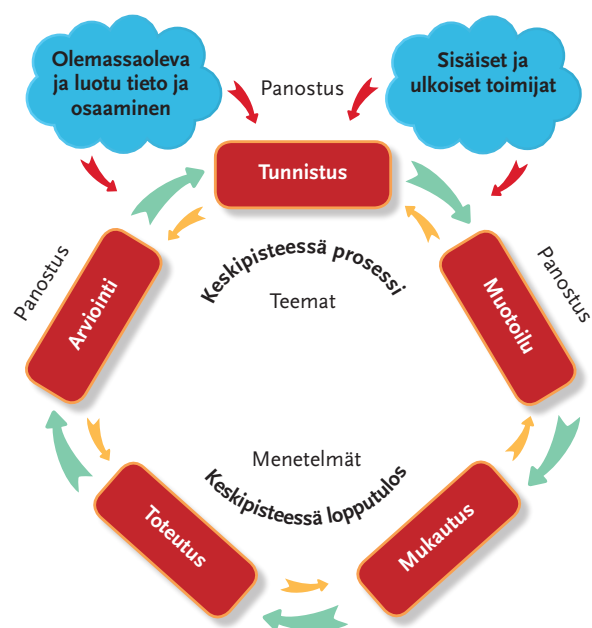 Olemassaoleva
ja luotu tieto ja
osaaminen
Panostus
Sisäiset ja
ulkoiset toimijat
Tunnistus
Panostus
Arviointi
Keskipisteessä prosessi
Teemat
Muotoilu
Panostus
Menetelmät
Keskipisteessä lopputulos
Toteutus
Mukautus